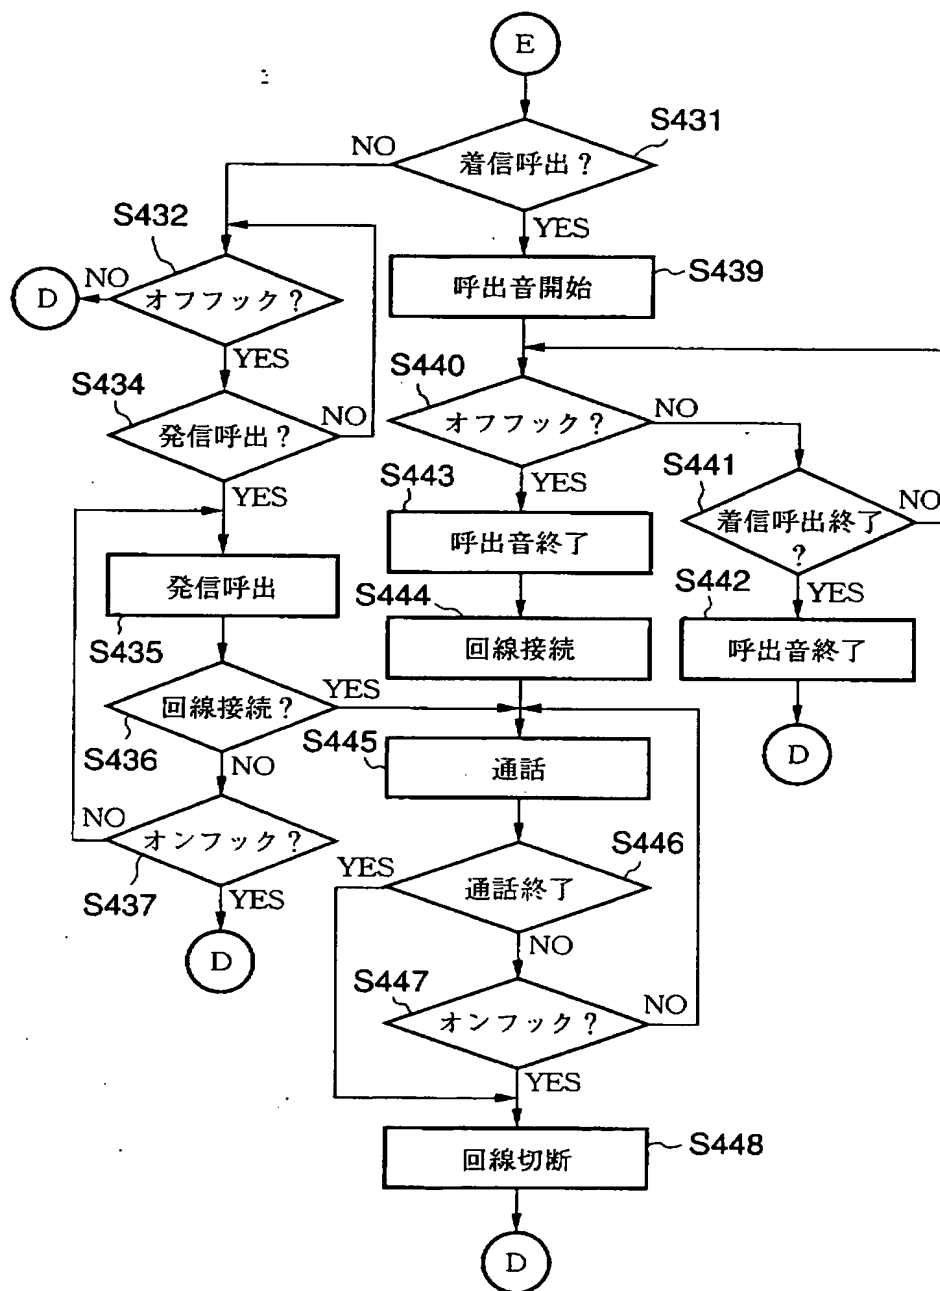 E
S431
NO
着信呼出?
YES
S432
D
NO
オフフック?
YES
呼出音開始
S439
S434
発信呼出?
NO
YES
S440
オフフック?
NO
YES
S441
着信呼出終了
?
NO
YES
S443
呼出音終了
発信呼出
S435
S444
回線接続
S442
呼出音終了
D
回線接続?
YES
S436
NO
S445
通話
NO
オンフック?
S437
YES
D
S446
YES
通話終了
NO
S447
オンフック?
NO
YES
回線切断
S448
D